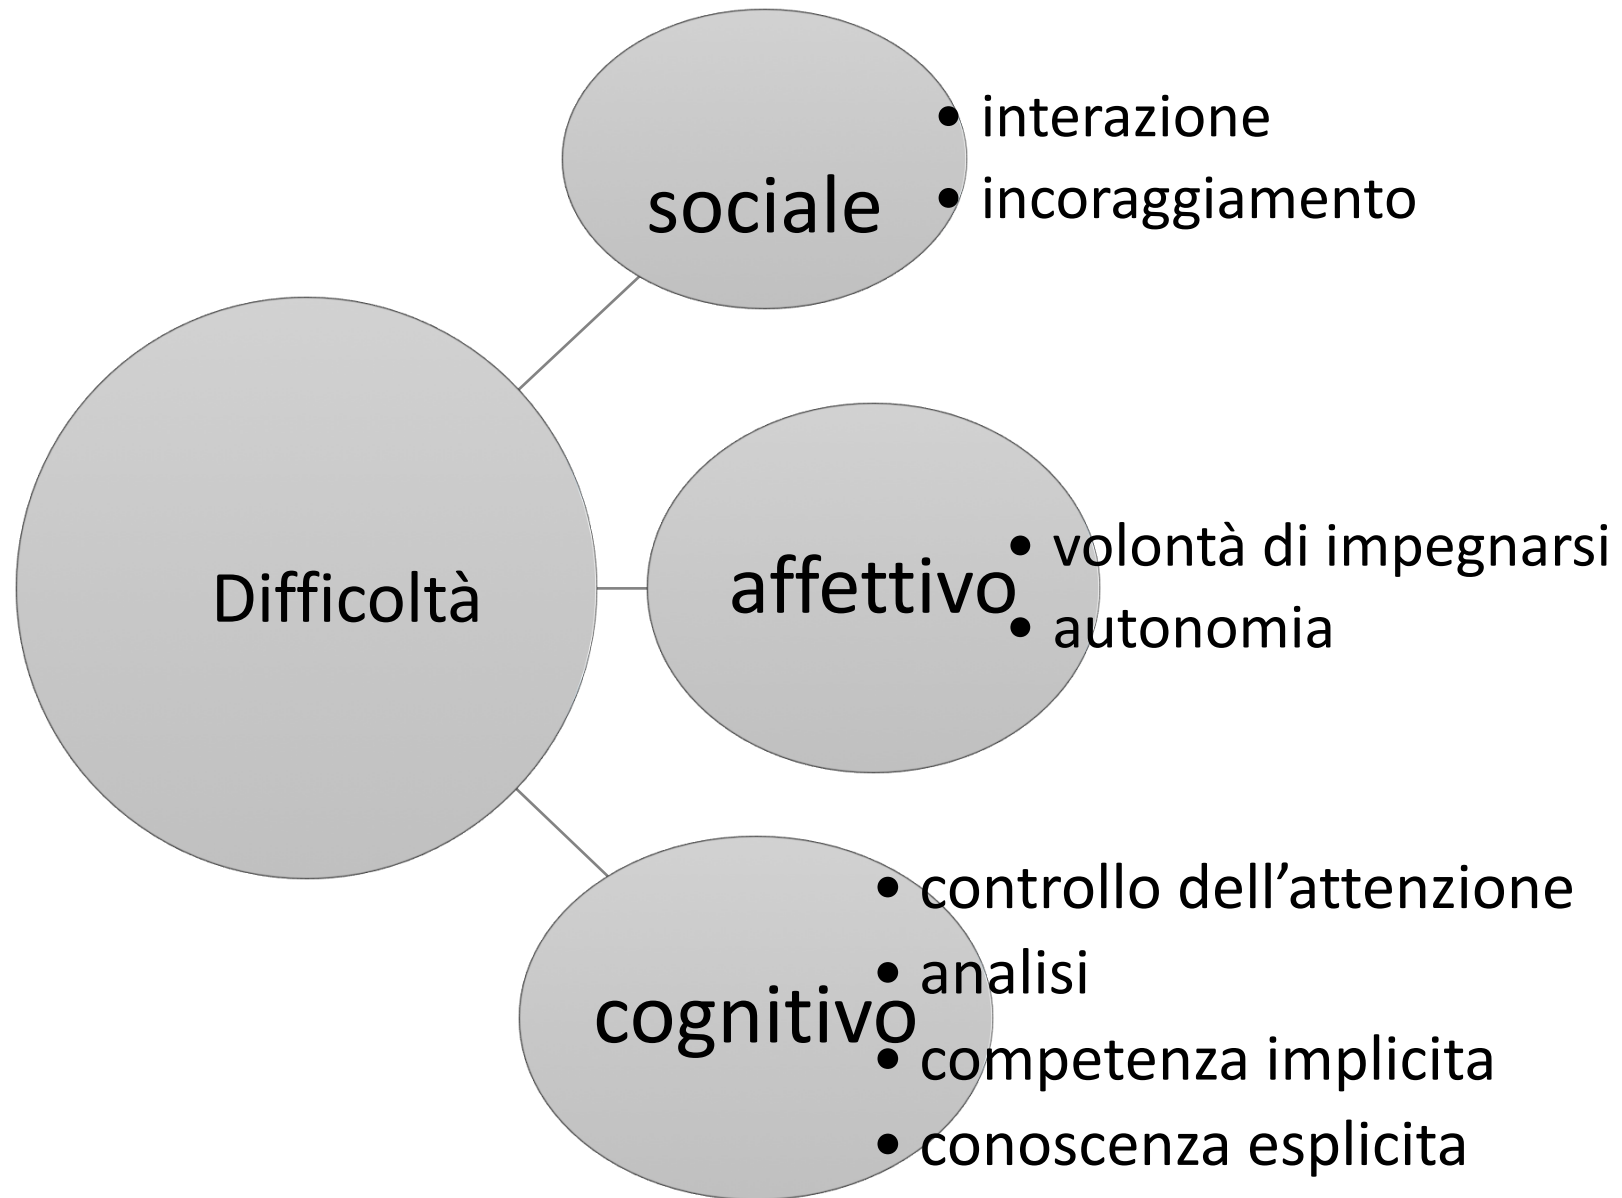 sociale
• interazione
• incoraggiamento
Difficoltà
affettivo
• volontà di impegnarsi
• autonomia
cognitivo
• controllo dell’attenzione
• analisi
• competenza implicita
• conoscenza esplicita